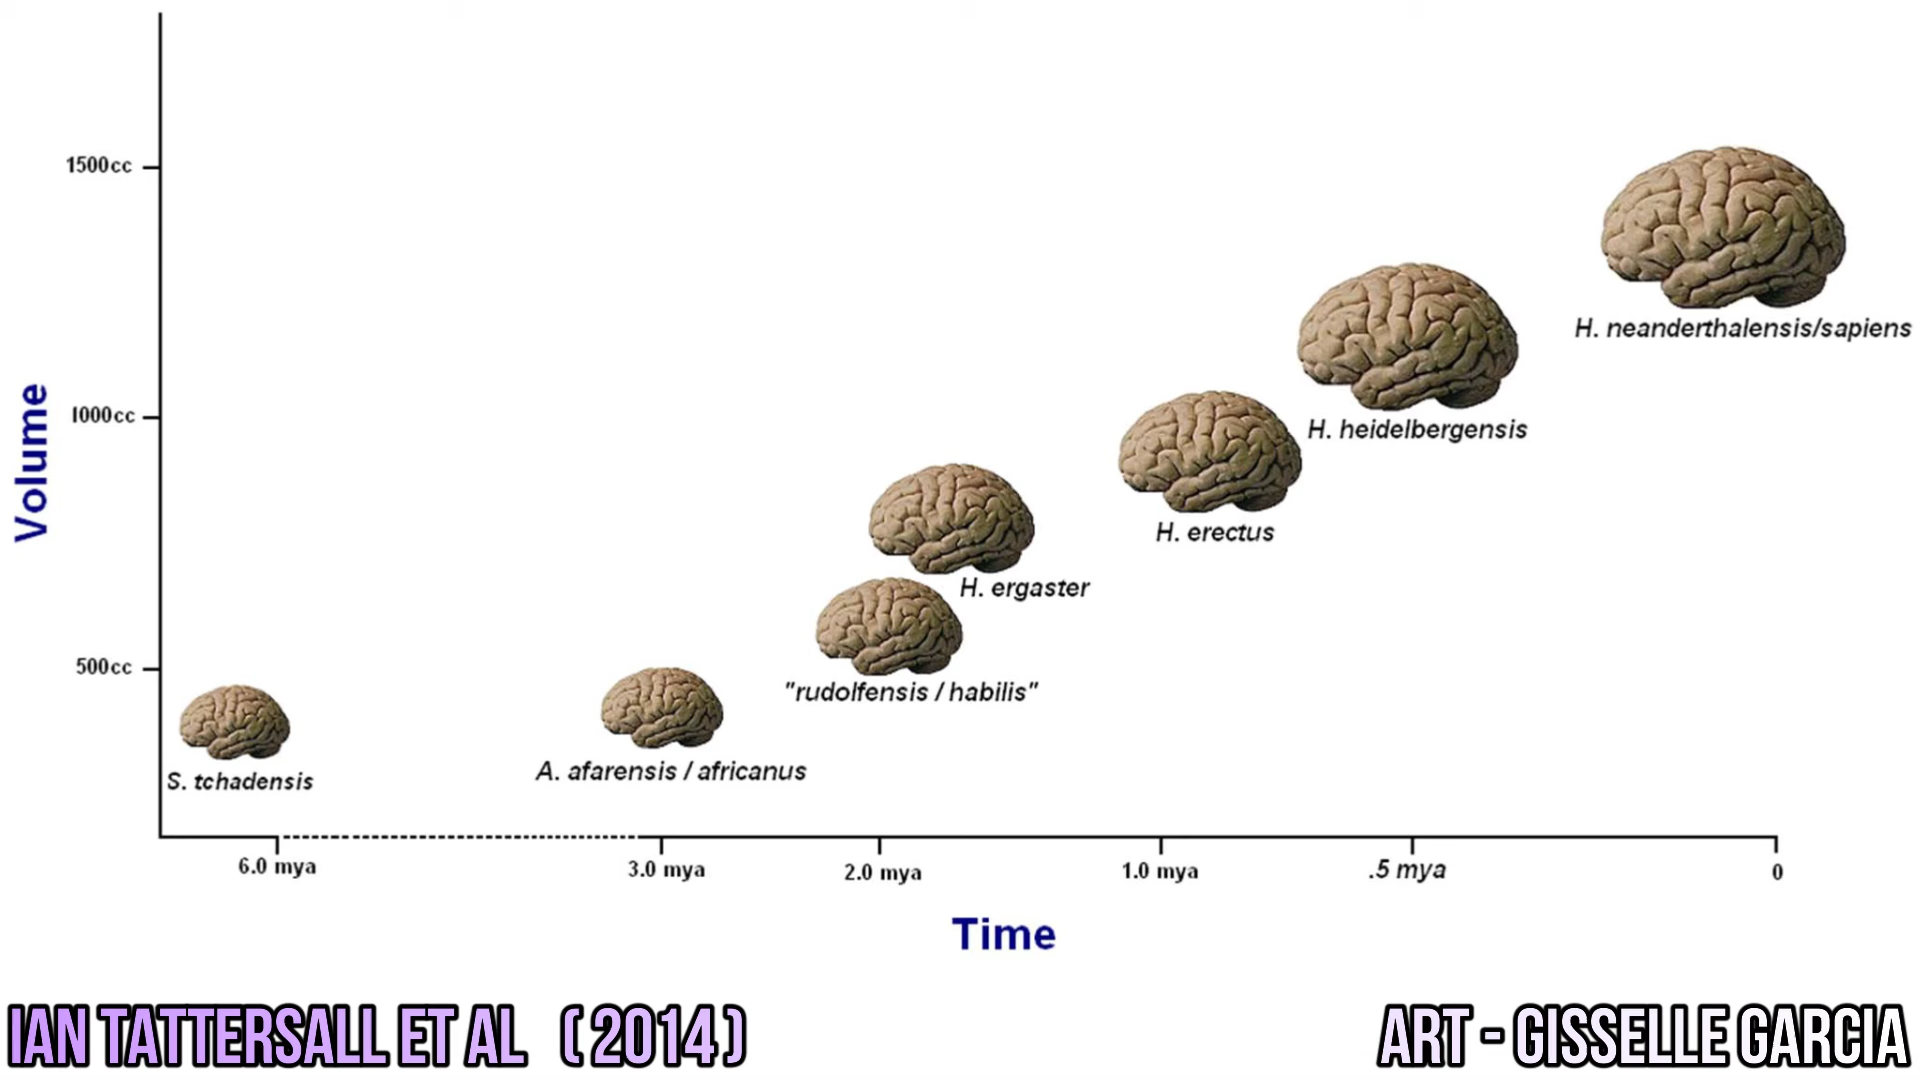 1500cc
H. neanderthalensis/sapiens
1000cc
H. heidelbergensis
Volume
H. erectus
H. ergaster
500cc
"rudolfensis / habilis"
A. afarensis / africanus
S. tchadensis
6.0 mya
3.0 mya
2.0 mya
1.0 mya
.5 mya
0
Time
IAN TATTERSALL ET AL (2014)
ART - GISSELLE GARCIA